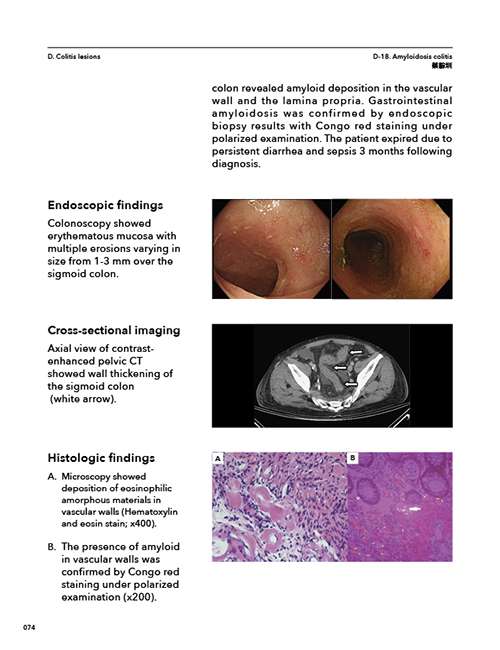 D. Colitis lesions
D-18. Amyloidosis colitis
colon revealed amyloid deposition in the vascular
wall and the lamina propria. Gastrointestinal
amyloidosis was confirmed by endoscopic
biopsy results with Congo red staining under
polarized examination. The patient expired due to
persistent diarrhea and sepsis 3 months following
diagnosis.
Endoscopic findings
Colonoscopy showed
erythematous mucosa with
multiple erosions varying in
size from 1-3 mm over the
sigmoid colon.
Cross-sectional imaging
Axial view of contrast-
enhanced pelvic CT
showed wall thickening of
the sigmoid colon
(white arrow).
Histologic findings
A. Microscopy showed
deposition of eosinophilic
amorphous materials in
vascular walls (Hematoxylin
and eosin stain; x400).
B. The presence of amyloid
in vascular walls was
confirmed by Congo red
staining under polarized
examination (x200).
A
B
074